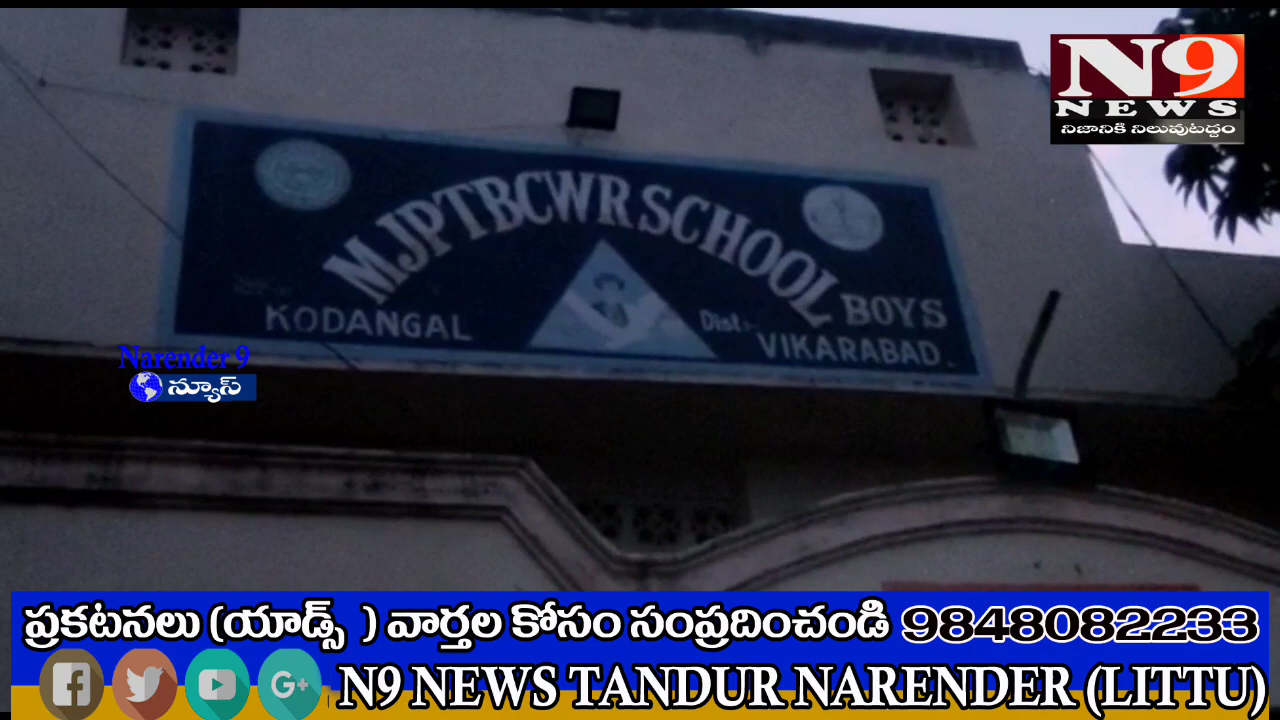 N9
NEWS
నిజానికి నిలువుటద్దం
MJPTBCWR SCHOOL
BOYS
KODANGAL
Dist:-
VIKARABAD.
Narender 9
న్యూస్
ప్రకటనలు (యాడ్స్ ) వార్తల కోసం సంప్రదించండి 9848082233
N9 NEWS TANDUR NARENDER (LITTU)